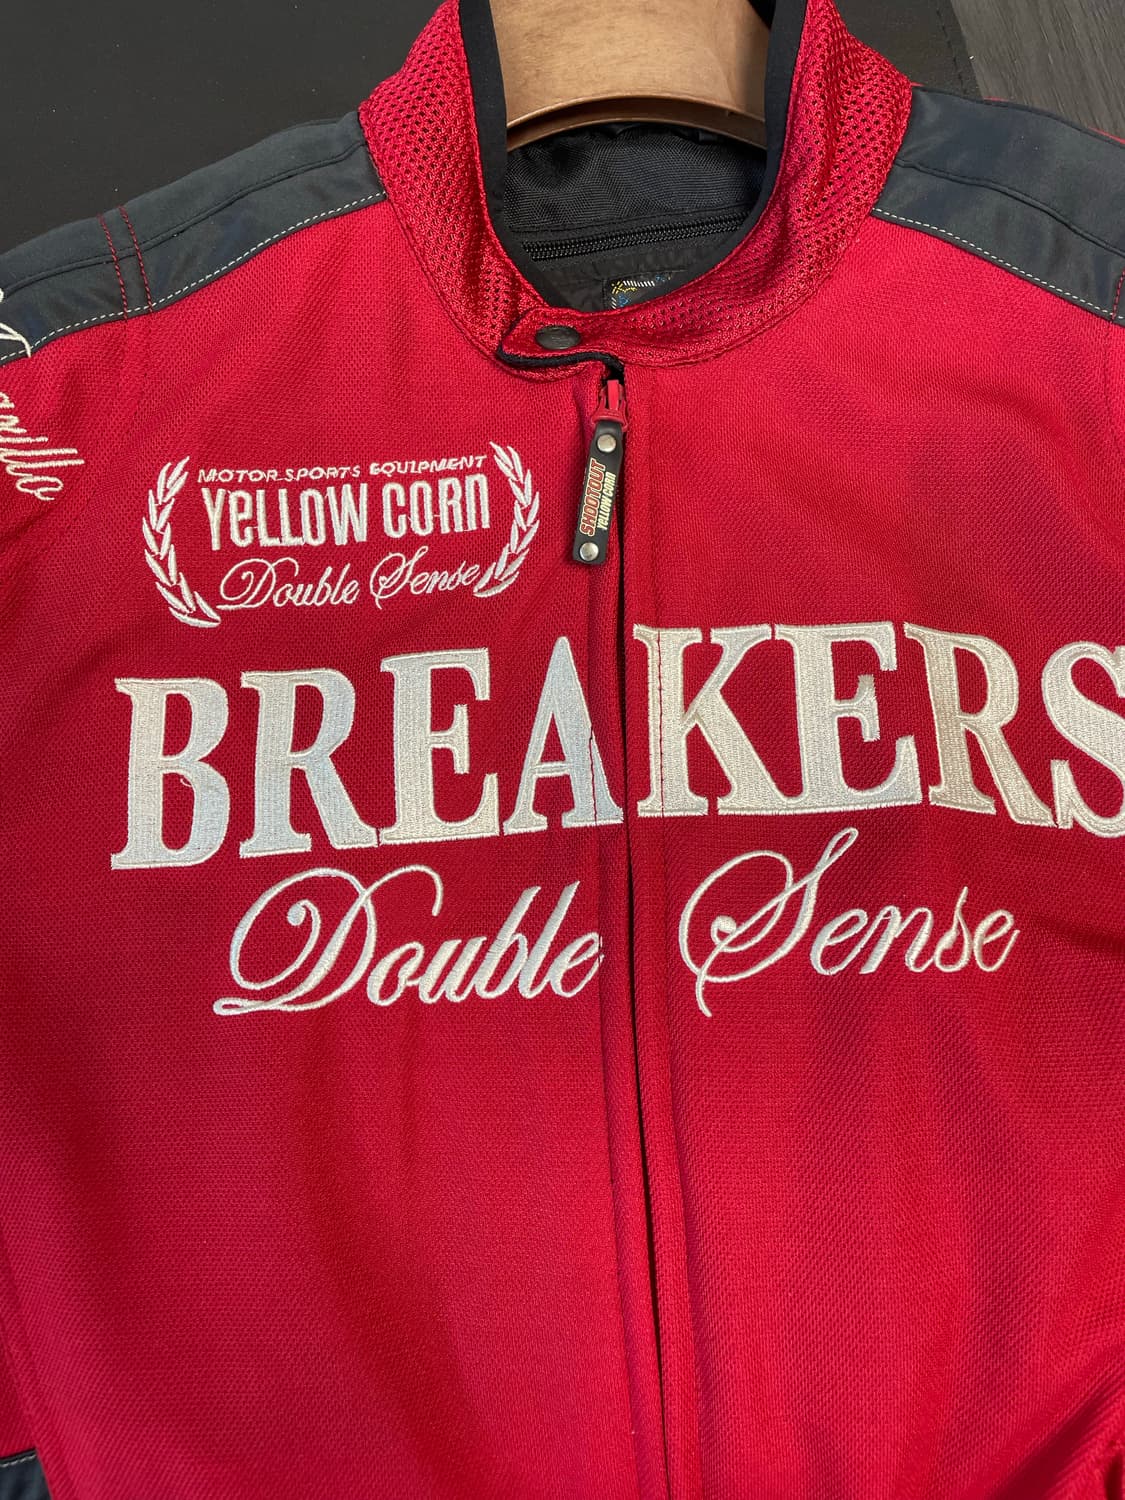 MOTOR SPORTS EQUIPMENT
YeLLOW CORn
Double Sense
SHOOTOUT
YeLLOW CORn
BREAKERS
Double Sense